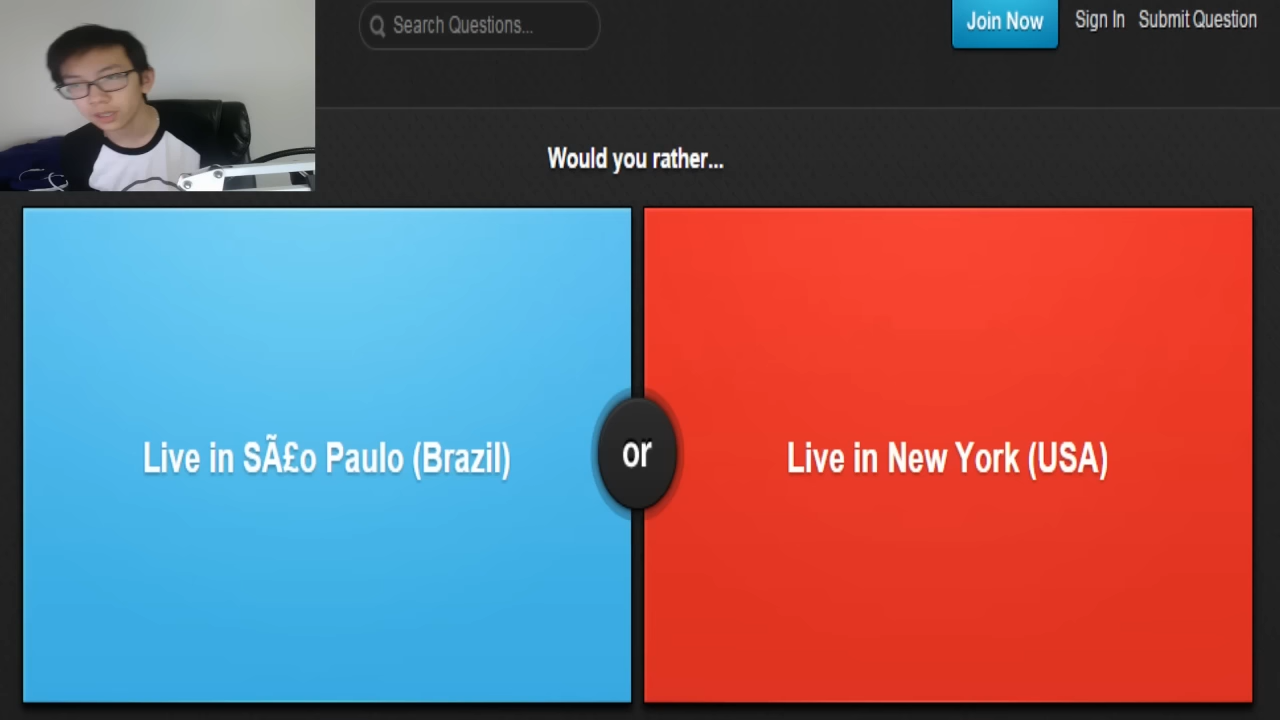 Search Questions...
Join Now
Sign In
Submit Question
Would you rather...
Live in SÃ£o Paulo (Brazil)
or
Live in New York (USA)